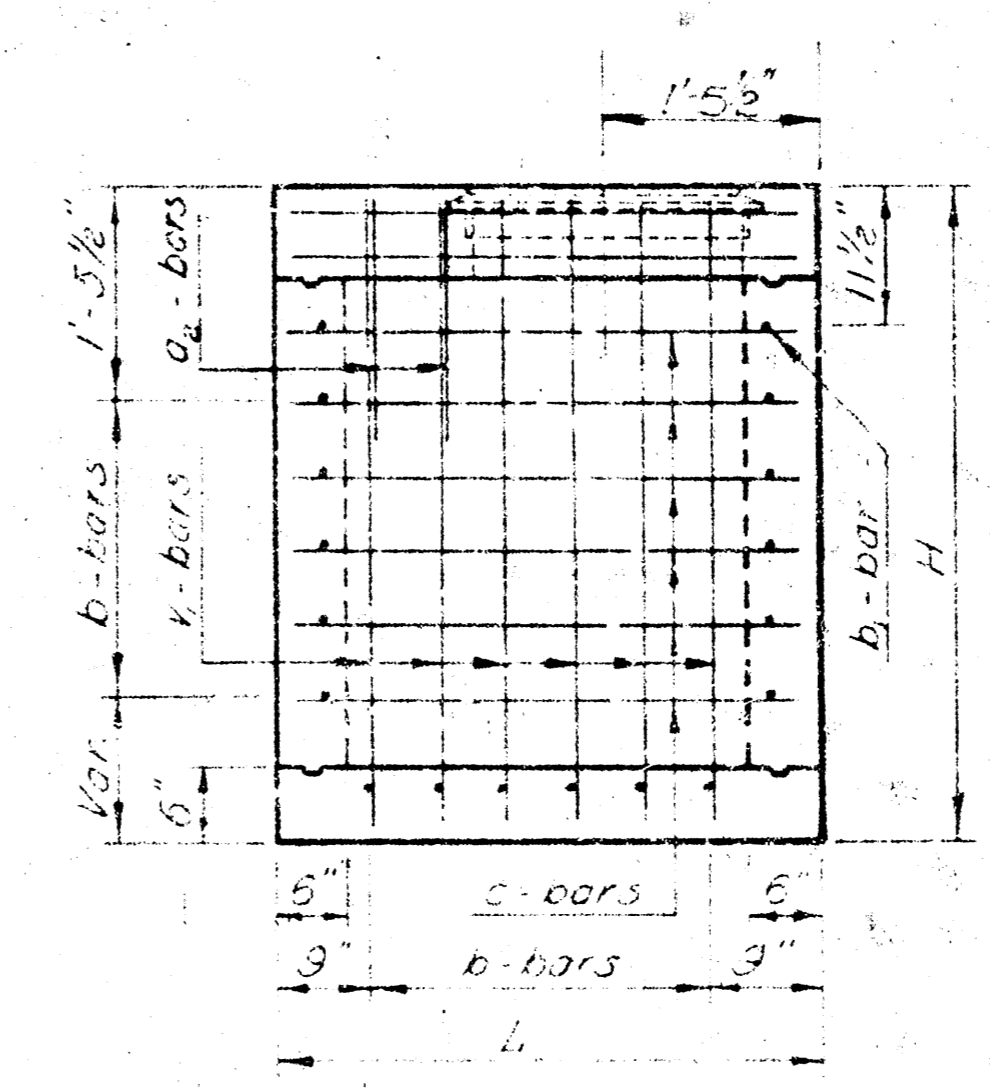 1'-5½"
1'-5½"
a₂-bars
11½"
b-bars
v₁-bars
b₁-bar
H
Var.
6"
6"
c-bars
6"
9"
b-bars
9"
L